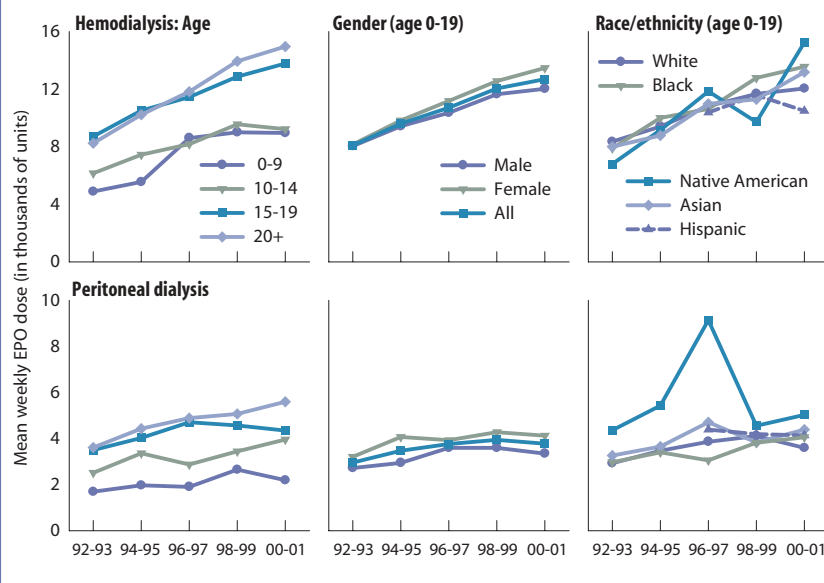 Hemodialysis: Age
Gender (age 0-19)
Race/ethnicity (age 0-19)
Mean weekly EPO dose (in thousands of units)
16
12
8
4
0
0-9
10-14
15-19
20+
Male
Female
All
White
Black
Native American
Asian
Hispanic
Peritoneal dialysis
10
8
6
4
2
0
92-93 94-95 96-97 98-99 00-01
92-93 94-95 96-97 98-99 00-01
92-93 94-95 96-97 98-99 00-01